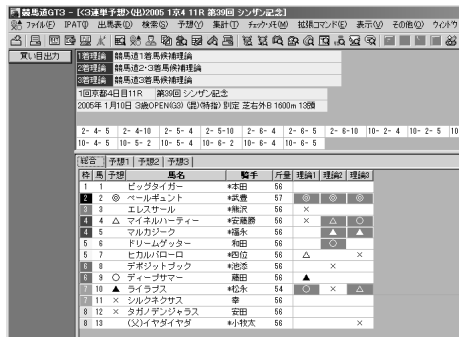 競馬道GT3 - [<3連単予想>(出)2005 1京4 11R 第39回 シンザン記念]
ファイル(F) IPATⓄ 出馬表(D) 検索(S) 予想(Y) 集計(T) チェック・メモ(M) 拡張コマンド(E) 表示(V) その他(O) ウィンドウ
買い目出力
1着理論 競馬道1着馬候補理論
2着理論 競馬道2・3着馬候補理論
3着理論 競馬道3着馬候補理論
1回京都4日目11R 第39回 シンザン記念
2005年 1月10日 3歳OPEN(G3) (混)(特指) 別定 芝右外B 1600m 13頭
2- 4- 5 2- 4-10 2- 5- 4 2- 5-10 2- 6- 4 2- 6- 5 2- 6-10 10- 2- 4 10- 2- 5
10- 4- 5 10- 5- 2 10- 5- 4 10- 6- 2 10- 6- 4 10- 6- 5
総合 予想1 予想2 予想3
枠 馬 予想 馬名 騎手 斤量 理論1 理論2 理論3
1 1 ビッグタイガー *本田 56
2 2 ◎ ペールギュント *武豊 57 ◎ ◎ ◎
3 3 エレスサール *熊沢 56 ×
4 4 △ マイネルハーティー *安藤勝 56 × △ ○
4 5 マルカジーク *福永 56 ▲ ▲
5 6 ドリームゲッター 和田 56 ○
5 7 ヒカルバローロ *四位 56 △ ×
6 8 デポジットブック *池添 56 ×
6 9 ○ ディープサマー 藤田 56 ▲
7 10 ▲ ライラプス *松永 54 ○ × △
7 11 × シルクネクサス 幸 56
8 12 × タガノデンジャラス 安田 56
8 13 (父)イヤダイヤダ *小牧太 56 ×